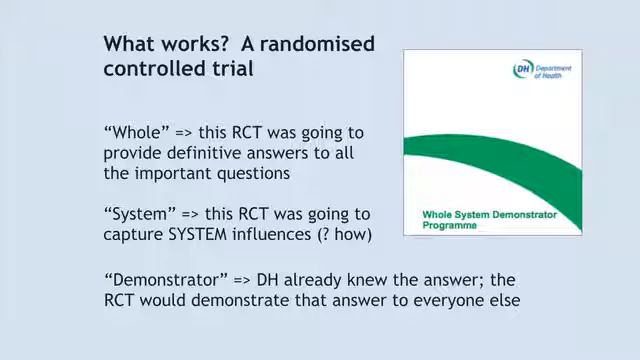 What works?  A randomised
controlled trial
DH Department
of Health
“Whole” => this RCT was going to
provide definitive answers to all
the important questions
“System” => this RCT was going to
capture SYSTEM influences (? how)
Whole System Demonstrator
Programme
“Demonstrator” => DH already knew the answer; the
RCT would demonstrate that answer to everyone else